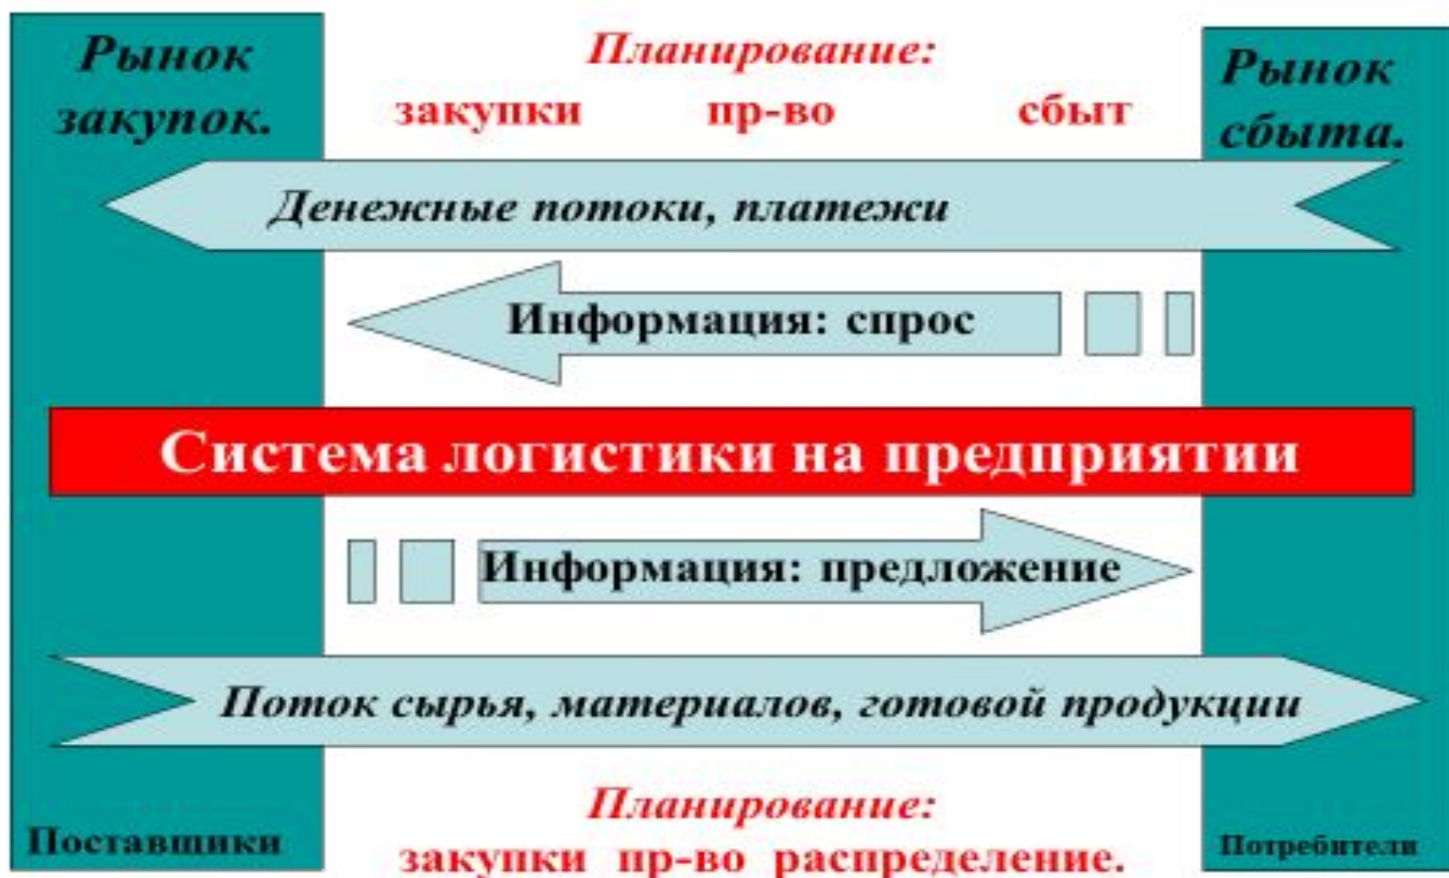 Рынок
закупок.
Планирование:
закупки пр-во сбыт
Рынок
сбыта.
Денежные потоки, платежи
Информация: спрос
Система логистики на предприятии
Информация: предложение
Поток сырья, материалов, готовой продукции
Поставщики
Планирование:
закупки пр-во распределение.
Потребители